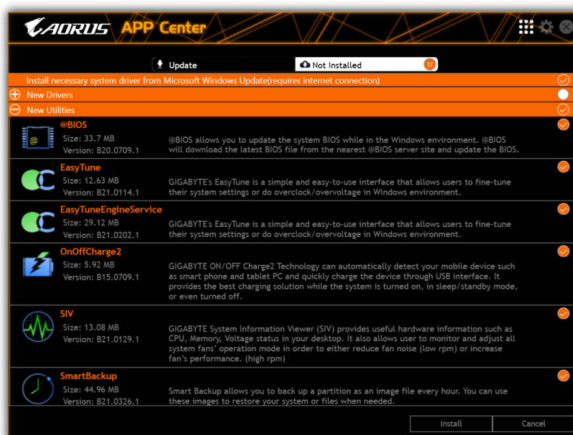 AORUS APP Center
Update
Not Installed 17
Install necessary system driver from Microsoft Windows Update(requires internet connection)
New Drivers
New Utilities
@BIOS
Size: 33.7 MB
Version: B20.0709.1
@BIOS allows you to update the system BIOS while in the Windows environment. @BIOS
will download the latest BIOS file from the nearest @BIOS server site and update the BIOS.
EasyTune
Size: 12.63 MB
Version: B21.0114.1
GIGABYTE's EasyTune is a simple and easy-to-use interface that allows users to fine-tune
their system settings or do overclock/overvoltage in Windows environment.
EasyTuneEngineService
Size: 29.12 MB
Version: B21.0202.1
GIGABYTE's EasyTune is a simple and easy-to-use interface that allows users to fine-tune
their system settings or do overclock/overvoltage in Windows environment.
OnOffCharge2
Size: 5.92 MB
Version: B15.0709.1
GIGABYTE ON/OFF Charge2 Technology can automatically detect your mobile device such
as smart phone and tablet PC and quickly charge the device through USB interface. It
provides the best charging solution while the system is turned on, in sleep/standby mode,
or even turned off.
SIV
Size: 13.08 MB
Version: B21.0129.1
GIGABYTE System Information Viewer (SIV) provides useful hardware information such as
CPU, Memory, Voltage status in your desktop. It also allows user to monitor and adjust all
system fans' operation mode in order to either reduce fan noise (low rpm) or increase
fan's performance. (high rpm)
SmartBackup
Size: 44.96 MB
Version: B21.0326.1
Smart Backup allows you to back up a partition as an image file every hour. You can use
these images to restore your system or files when needed.
Install
Cancel